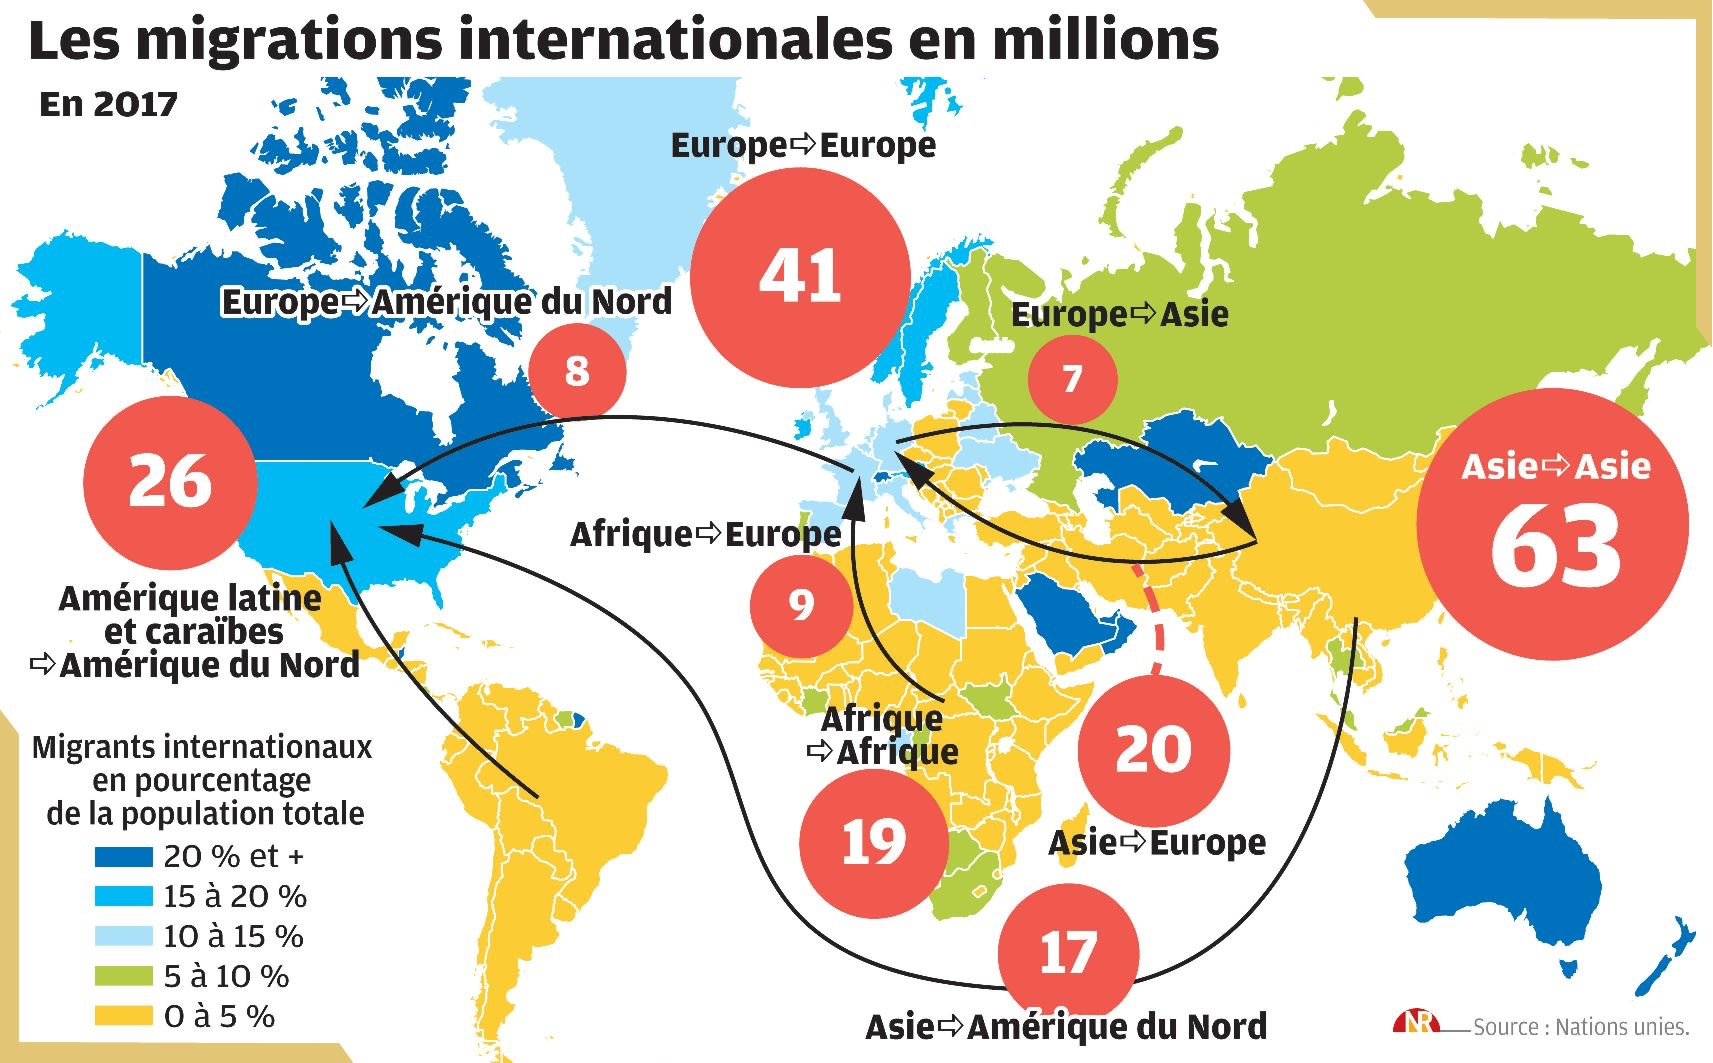 Les migrations internationales en millions
En 2017
Europe⇨Europe
41
Europe⇨Amérique du Nord
8
Europe⇨Asie
7
26
Amérique latine
et caraïbes
⇨Amérique du Nord
Asie⇨Asie
63
Afrique⇨Europe
9
Afrique
⇨Afrique
19
20
Asie⇨Europe
17
Asie⇨Amérique du Nord
Migrants internationaux
en pourcentage
de la population totale
20 % et +
15 à 20 %
10 à 15 %
5 à 10 %
0 à 5 %
NR
Source : Nations unies.